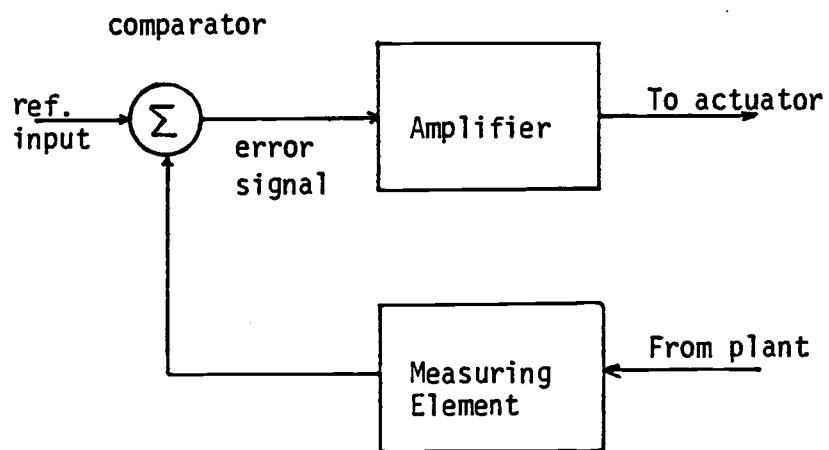 comparator
ref.
input
Σ
error
signal
Amplifier
To actuator
From plant
Measuring
Element